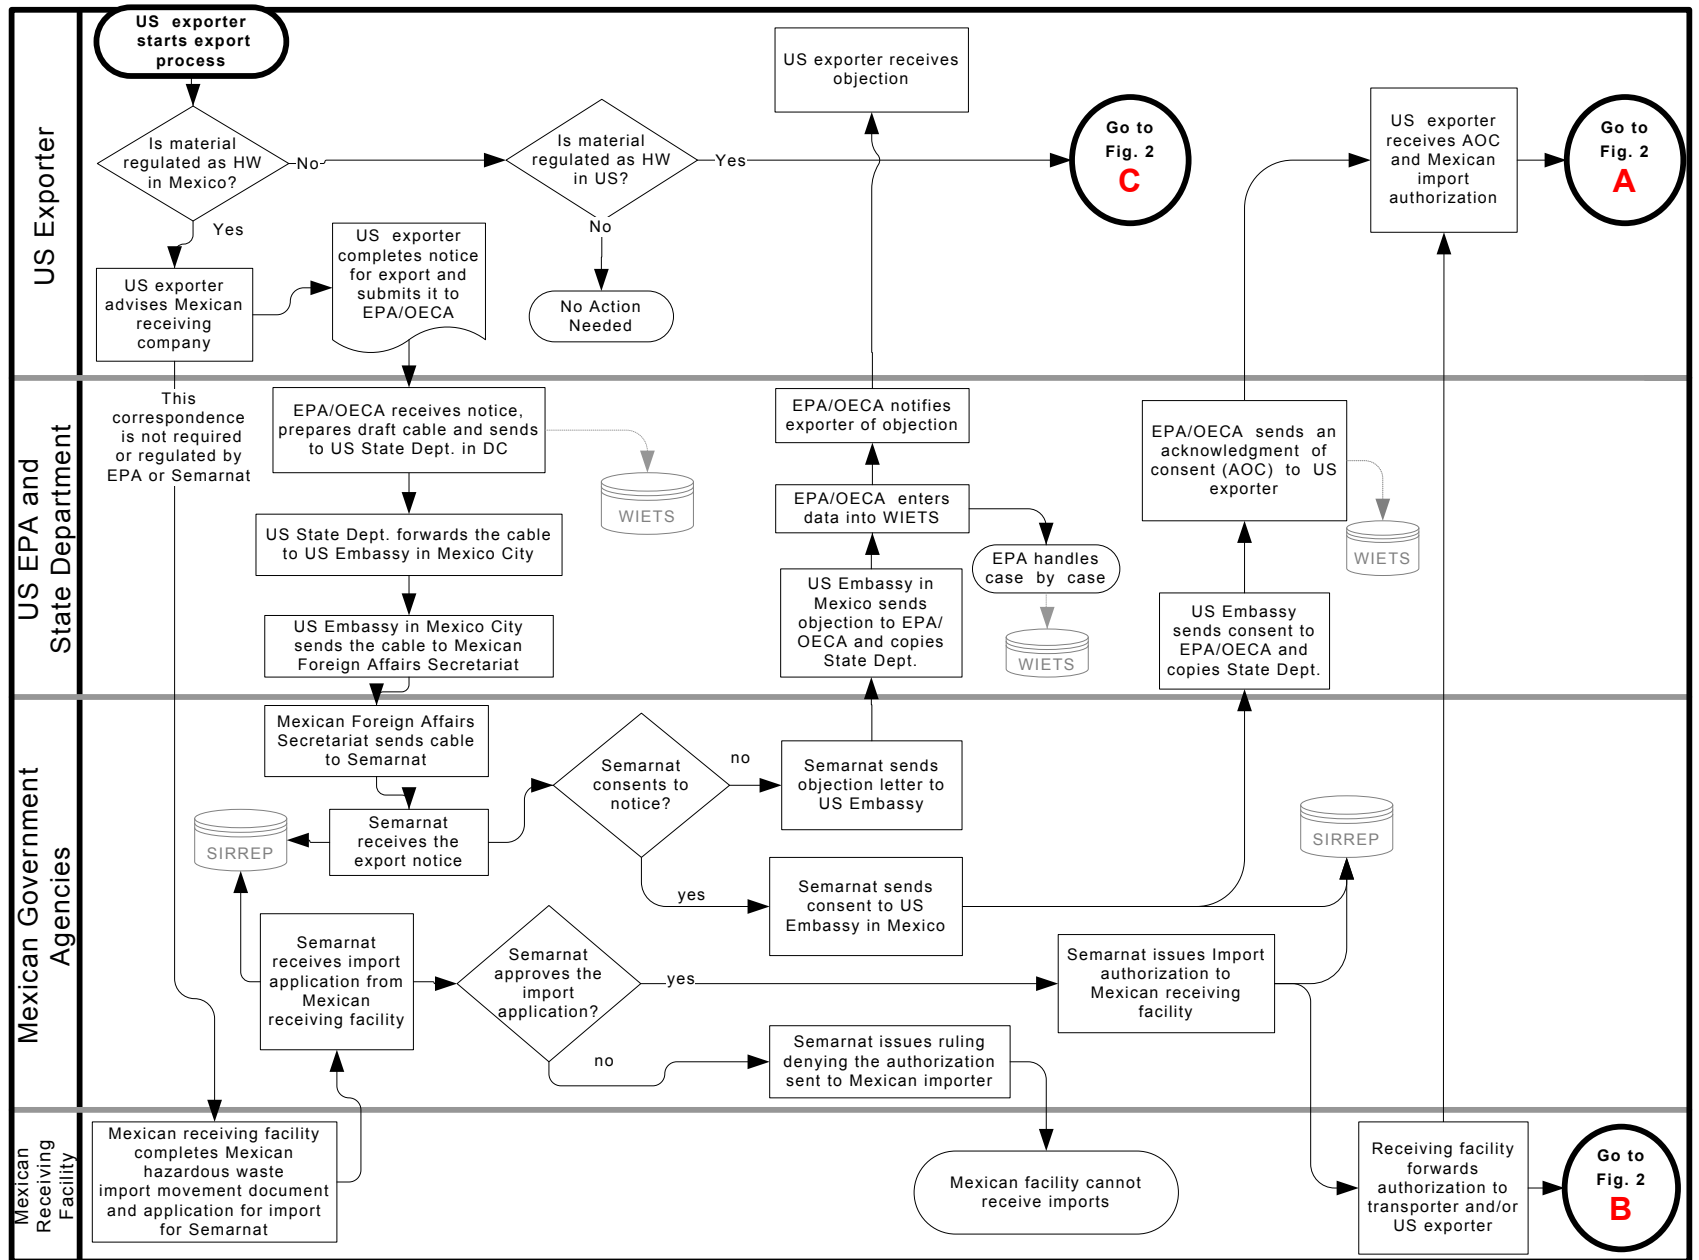 US Exporter
US exporter
starts export
process
Is material
regulated as HW
in Mexico?
No
Yes
Is material
regulated as HW
in US?
Yes
No
No Action
Needed
US exporter
advises Mexican
receiving
company
US exporter
completes notice
for export and
submits it to
EPA/OECA
US exporter receives
objection
Go to
Fig. 2
C
US exporter
receives AOC
and Mexican
import
authorization
Go to
Fig. 2
A
US EPA and
State Department
This
correspondence
is not required
or regulated by
EPA or Semarnat
EPA/OECA receives notice,
prepares draft cable and sends
to US State Dept. in DC
WIETS
US State Dept. forwards the cable
to US Embassy in Mexico City
US Embassy in Mexico City
sends the cable to Mexican
Foreign Affairs Secretariat
EPA/OECA notifies
exporter of objection
EPA/OECA enters
data into WIETS
EPA handles
case by case
WIETS
US Embassy in
Mexico sends
objection to EPA/
OECA and copies
State Dept.
EPA/OECA sends an
acknowledgment of
consent (AOC) to US
exporter
WIETS
US Embassy
sends consent to
EPA/OECA and
copies State Dept.
Mexican Government
Agencies
Mexican Foreign Affairs
Secretariat sends cable
to Semarnat
SIRREP
Semarnat
receives the
export notice
Semarnat
consents to
notice?
no
yes
Semarnat sends
objection letter to
US Embassy
Semarnat sends
consent to US
Embassy in Mexico
SIRREP
Semarnat
receives import
application from
Mexican
receiving facility
Semarnat
approves the
import
application?
yes
no
Semarnat issues Import
authorization to
Mexican receiving
facility
Semarnat issues ruling
denying the authorization
sent to Mexican importer
Mexican
Receiving
Facility
Mexican receiving facility
completes Mexican
hazardous waste
import movement document
and application for import
for Semarnat
Mexican facility cannot
receive imports
Receiving facility
forwards
authorization to
transporter and/or
US exporter
Go to
Fig. 2
B